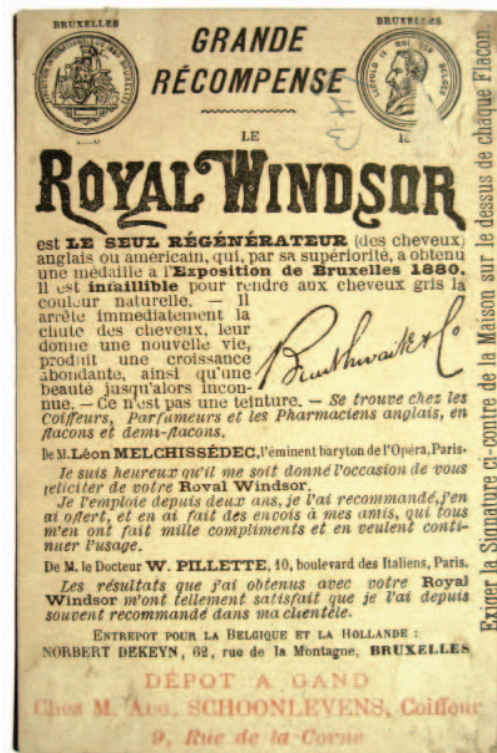 BRUXELLES
BRUXELLES
GRANDE
RÉCOMPENSE
LÉOPOLD II ROI DES BELGES
LE
ROYAL WINDSOR
est LE SEUL RÉGÉNÉRATEUR (des cheveux)
anglais ou américain, qui, par sa supériorité, a obtenu
une médaille a l'Exposition de Bruxelles 1880.
Il est infaillible pour rendre aux cheveux gris la
couleur naturelle. — Il
arrête immediatement la
chute des cheveux, leur
donne une nouvelle vie,
produit une croissance
abondante, ainsi qu'une
beauté jusqu'alors incon-
nue. — Ce n'est pas une teinture. — Se trouve chez les
Coiffeurs, Parfumeurs et les Pharmaciens anglais, en
flacons et demi-flacons.
De M. Léon MELCHISSÉDEC, l'éminent baryton de l'Opéra, Paris.
Je suis heureux qu'il me soit donné l'occasion de vous
feliciter de votre Royal Windsor.
Je l'emploie depuis deux ans, je l'ai recommandé, j'en
ai offert, et en ai fait des envois à mes amis, qui tous
m'en ont fait mille compliments et en veulent conti-
nuer l'usage.
De M. le Docteur W. PILLETTE, 10, boulevard des Italiens, Paris.
Les résultats que j'ai obtenus avec votre Royal
Windsor m'ont tellement satisfait que je l'ai depuis
souvent recommandé dans ma clientèle.
ENTREPOT POUR LA BELGIQUE ET LA HOLLANDE :
NORBERT DEKEYN, 62, rue de la Montagne, BRUXELLES
DÉPOT A GAND
Chez M. Aug. SCHOONLEVENS, Coiffeur
9, Rue de la Corne
Exiger la Signature ci-contre de la Maison sur le dessus de chaque Flacon.